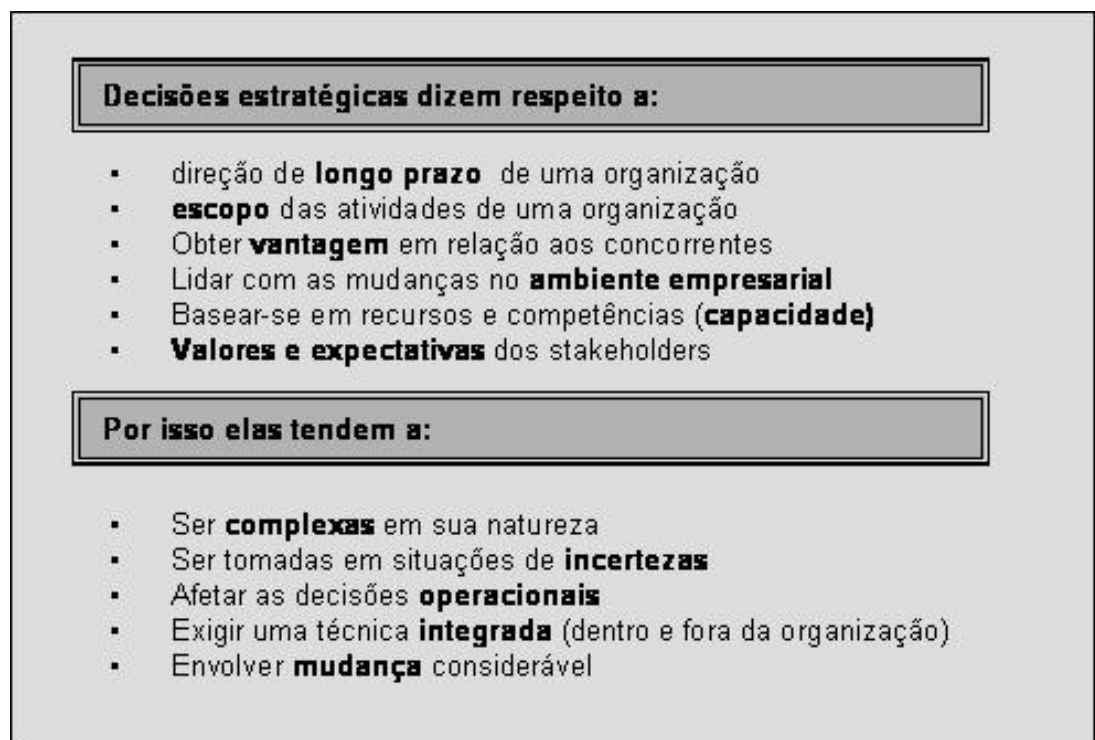 Decisões estratégicas dizem respeito a:
▪ direção de longo prazo de uma organização
▪ escopo das atividades de uma organização
▪ Obter vantagem em relação aos concorrentes
▪ Lidar com as mudanças no ambiente empresarial
▪ Basear-se em recursos e competências (capacidade)
▪ Valores e expectativas dos stakeholders
Por isso elas tendem a:
▪ Ser complexas em sua natureza
▪ Ser tomadas em situações de incertezas
▪ Afetar as decisões operacionais
▪ Exigir uma técnica integrada (dentro e fora da organização)
▪ Envolver mudança considerável